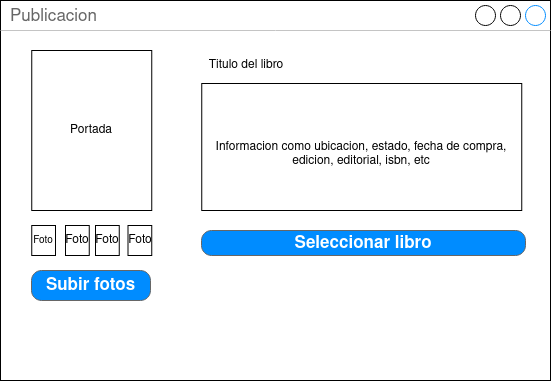 Publicacion
Portada
Titulo del libro
Informacion como ubicacion, estado, fecha de compra,
edicion, editorial, isbn, etc
Foto Foto Foto Foto
Seleccionar libro
Subir fotos